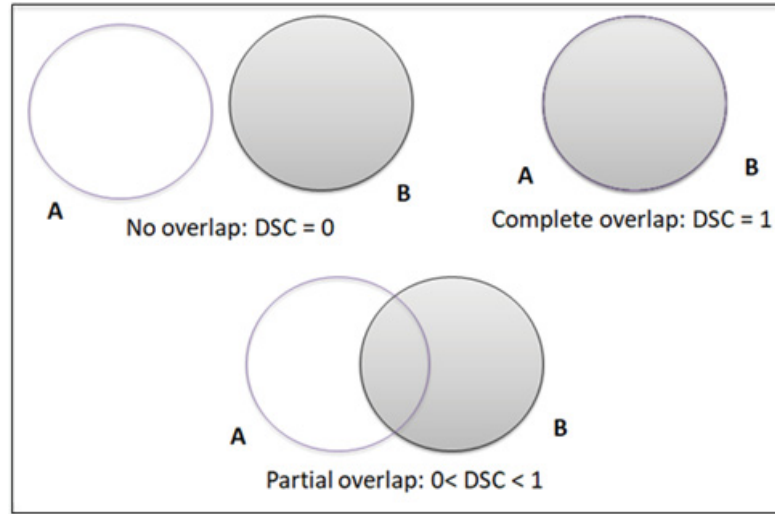 A
B
No overlap: DSC = 0
A
B
Complete overlap: DSC = 1
A
B
Partial overlap: 0< DSC < 1